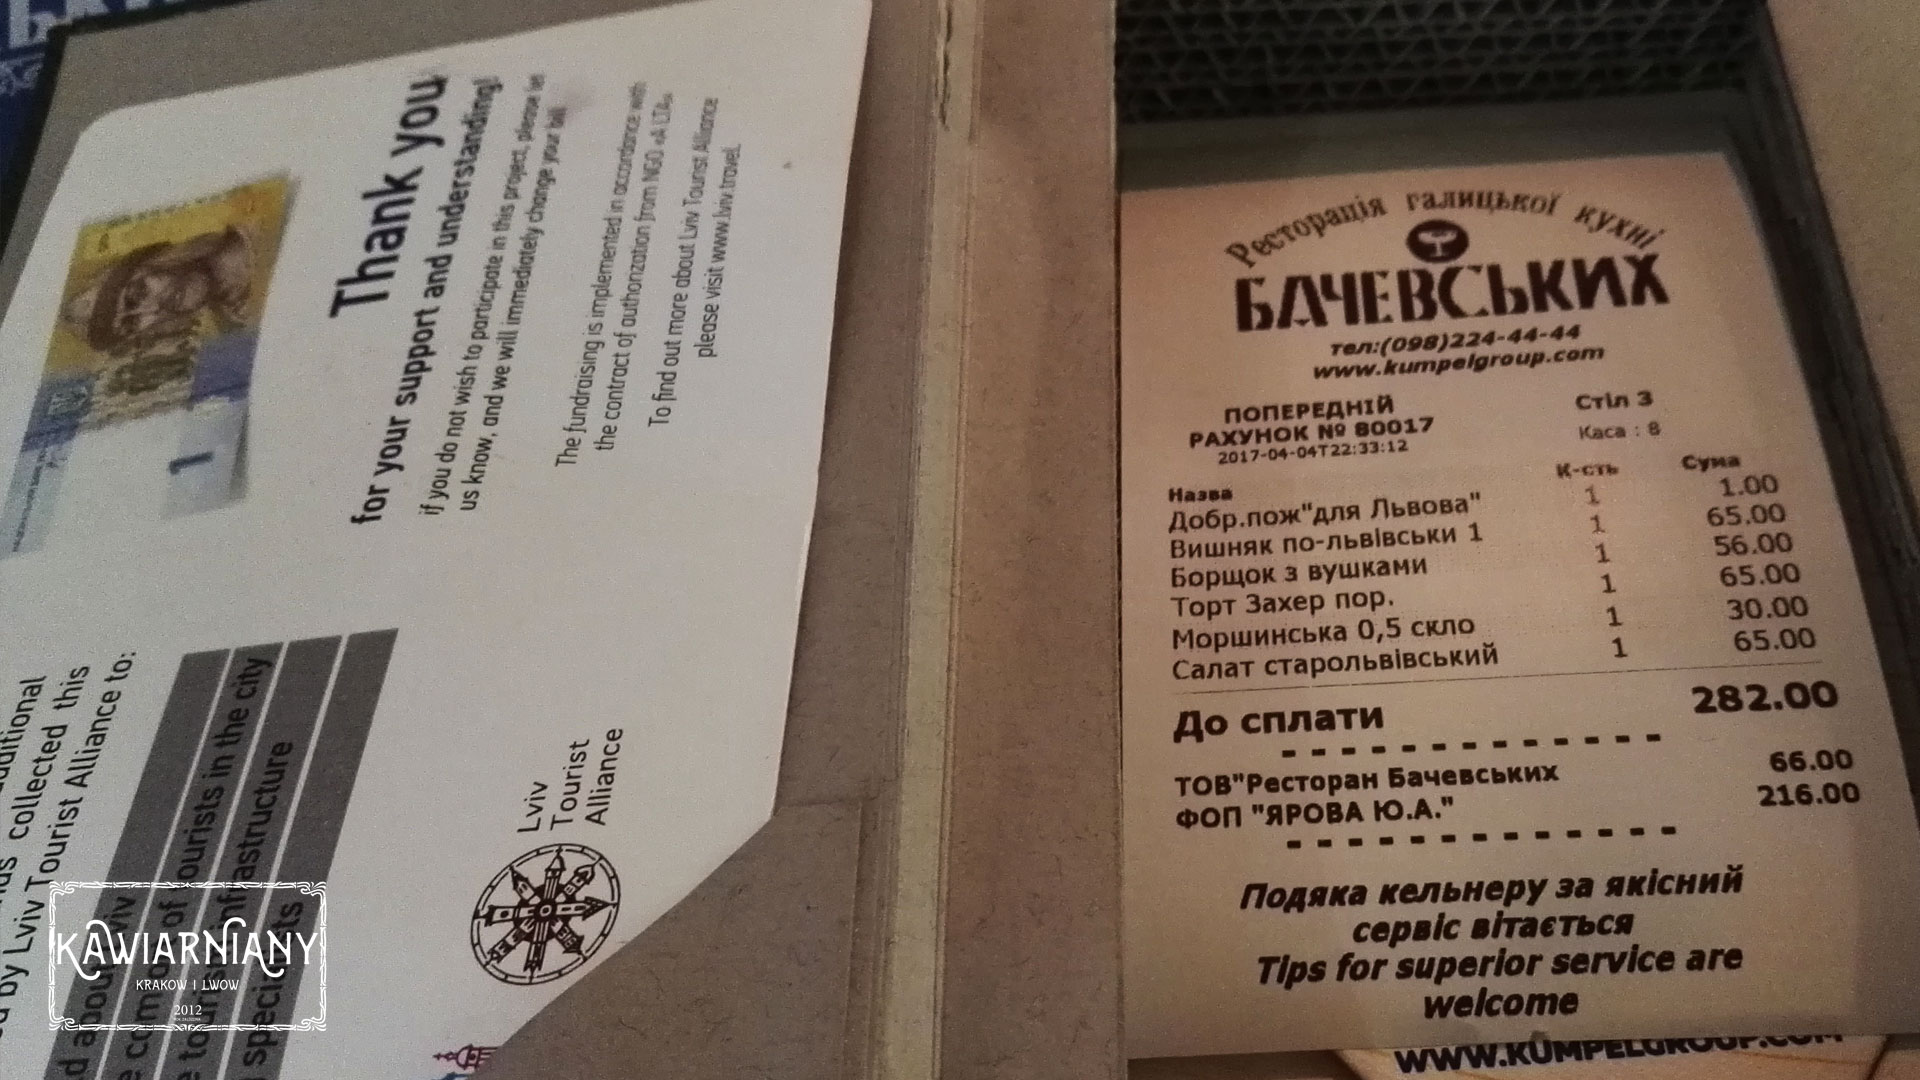 Thank you
for your support and understanding!
if you do not wish to participate in this project, please let
us know, and we will immediately change your bill
The fundraising is implemented in accordance with
the contract of authorization from NGO «A LTA»
To find out more about Lviv Tourist Alliance
please visit www.lviv.travel.
1
collected this
by Lviv Tourist Alliance to:
of tourists in the city
Lviv
Tourist
Alliance
KAWIARNIANY
KRAKOW I LWOW
2012
Ресторація галицької кухні
БАЧЕВСЬКИХ
тел:(098)224-44-44
www.kumpelgroup.com
ПОПЕРЕДНІЙ Стіл 3
РАХУНОК № 80017 Каса : 8
2017-04-04T22:33:12
Назва К-сть Сума
Добр.пож"для Львова" 1 1.00
Вишняк по-львівськи 1 1 65.00
Борщок з вушками 1 56.00
Торт Захер пор. 1 65.00
Моршинська 0,5 скло 1 30.00
Салат старольвівський 1 65.00
До сплати 282.00
ТОВ"Ресторан Бачевських 66.00
ФОП "ЯРОВА Ю.А." 216.00
Подяка кельнеру за якісний
сервіс вітається
Tips for superior service are
welcome
WWW.KUMPELGROUP.COM